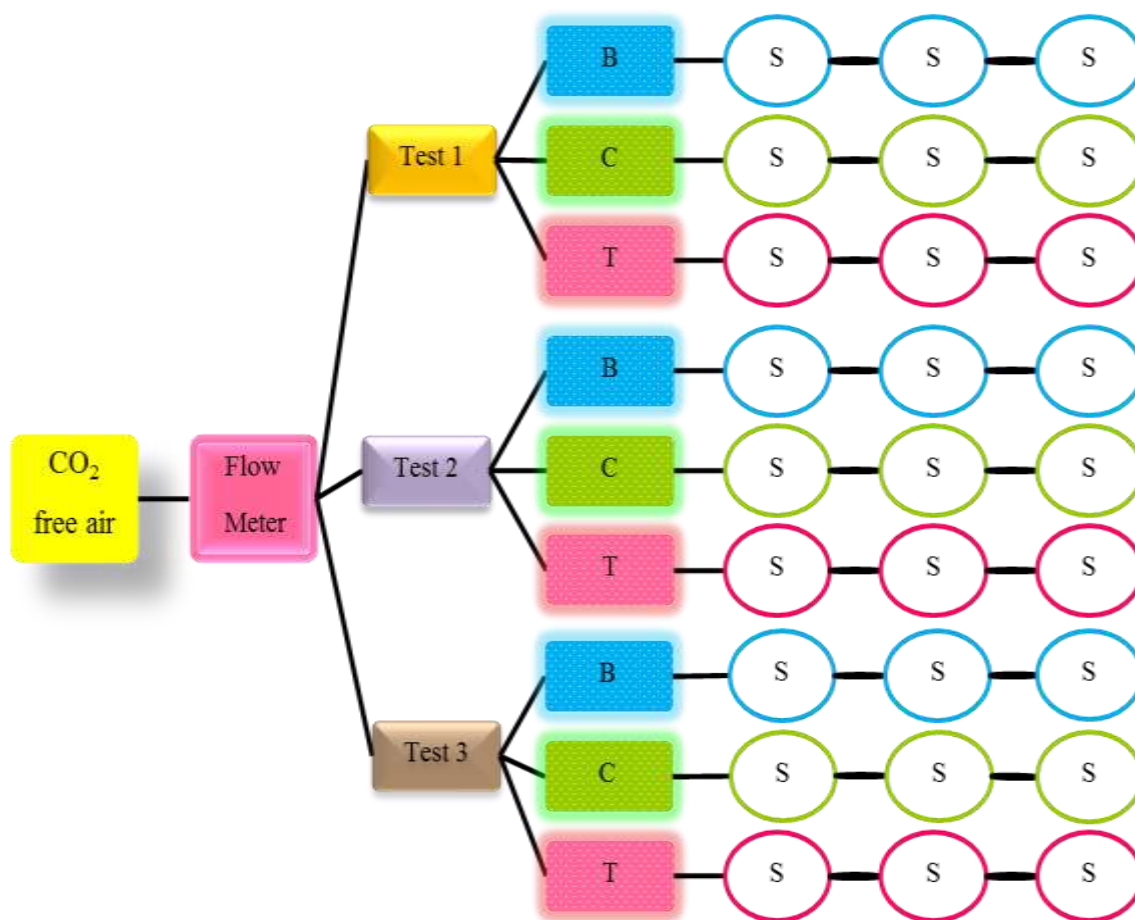 B S S S
Test 1 C S S S
T S S S
B S S S
CO₂
free air
Flow
Meter
Test 2 C S S S
T S S S
B S S S
Test 3 C S S S
T S S S